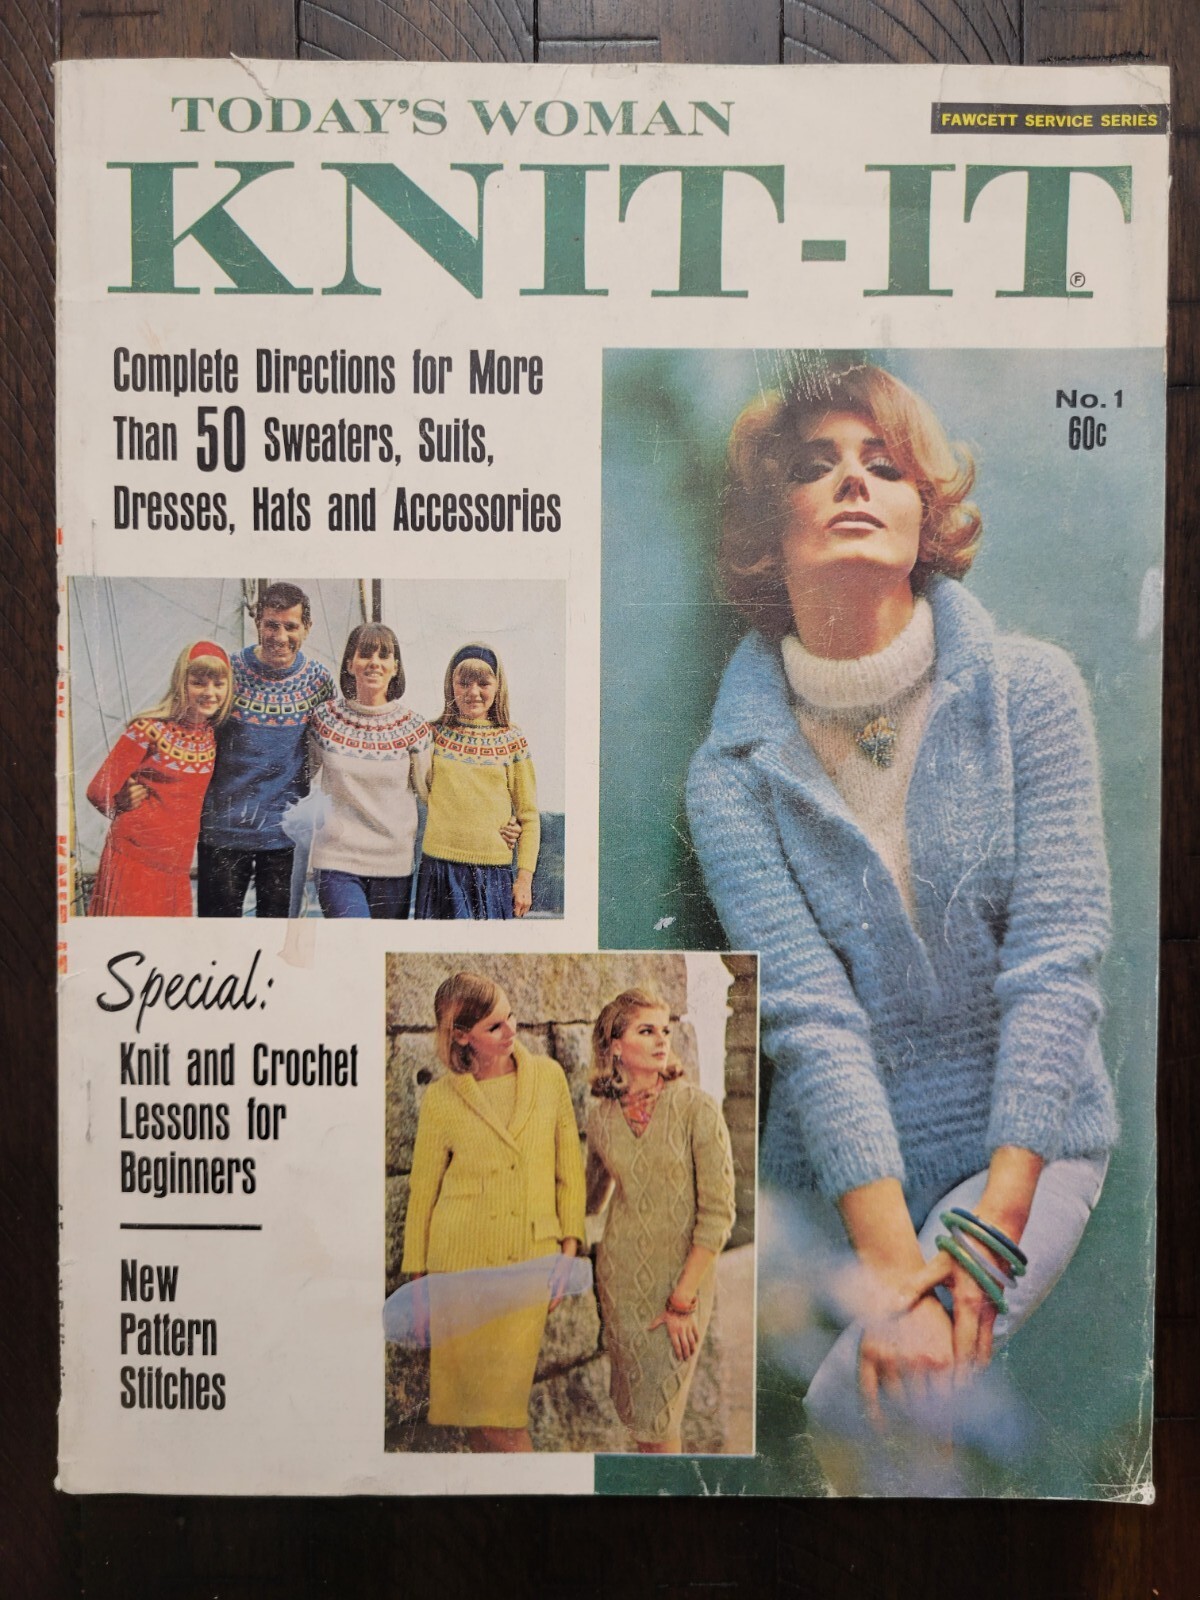 TODAY'S WOMAN
FAWCETT SERVICE SERIES
KNIT-IT
Ⓕ
Complete Directions for More
Than 50 Sweaters, Suits,
Dresses, Hats and Accessories
No. 1
60c
Special:
Knit and Crochet
Lessons for
Beginners
New
Pattern
Stitches